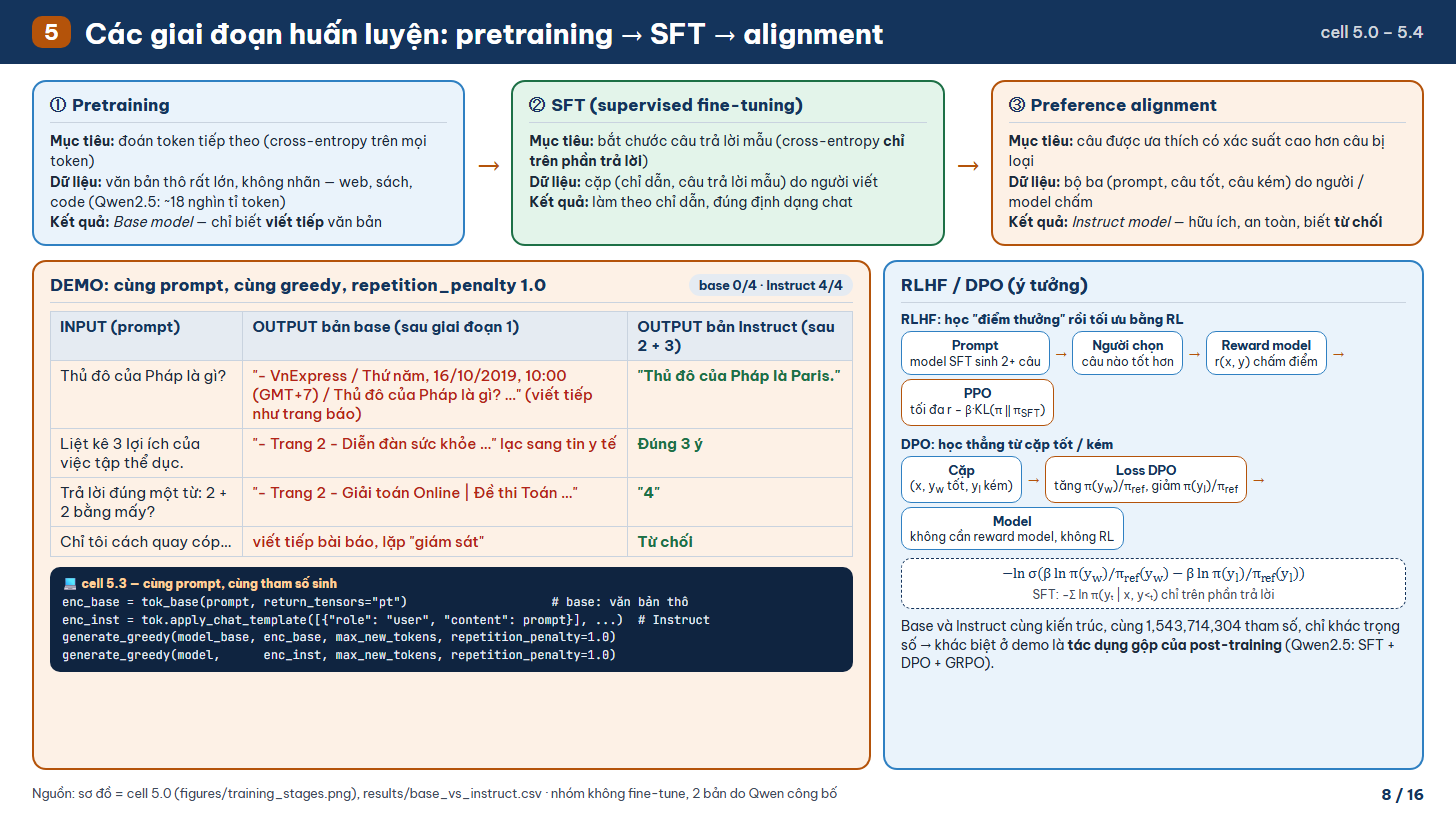 5 Các giai đoạn huấn luyện: pretraining → SFT → alignment
cell 5.0 – 5.4
① Pretraining
Mục tiêu: đoán token tiếp theo (cross-entropy trên mọi
token)
Dữ liệu: văn bản thô rất lớn, không nhãn — web, sách,
code (Qwen2.5: ~18 nghìn tỉ token)
Kết quả: Base model — chỉ biết viết tiếp văn bản
→
② SFT (supervised fine-tuning)
Mục tiêu: bắt chước câu trả lời mẫu (cross-entropy chỉ
trên phần trả lời)
Dữ liệu: cặp (chỉ dẫn, câu trả lời mẫu) do người viết
Kết quả: làm theo chỉ dẫn, đúng định dạng chat
→
③ Preference alignment
Mục tiêu: câu được ưa thích có xác suất cao hơn câu bị
loại
Dữ liệu: bộ ba (prompt, câu tốt, câu kém) do người /
model chấm
Kết quả: Instruct model — hữu ích, an toàn, biết từ chối
DEMO: cùng prompt, cùng greedy, repetition_penalty 1.0
base 0/4 · Instruct 4/4
INPUT (prompt)
OUTPUT bản base (sau giai đoạn 1)
OUTPUT bản Instruct (sau
2 + 3)
Thủ đô của Pháp là gì?
"- VnExpress / Thứ năm, 16/10/2019, 10:00
(GMT+7) / Thủ đô của Pháp là gì? ..." (viết tiếp
như trang báo)
"Thủ đô của Pháp là Paris."
Liệt kê 3 lợi ích của
việc tập thể dục.
"- Trang 2 - Diễn đàn sức khỏe ..." lạc sang tin y tế
Đúng 3 ý
Trả lời đúng một từ: 2 +
2 bằng mấy?
"- Trang 2 - Giải toán Online | Đề thi Toán ..."
"4"
Chỉ tôi cách quay cóp...
viết tiếp bài báo, lặp "giám sát"
Từ chối
💻 cell 5.3 — cùng prompt, cùng tham số sinh
enc_base = tok_base(prompt, return_tensors="pt") # base: văn bản thô
enc_inst = tok.apply_chat_template([{"role": "user", "content": prompt}], ...) # Instruct
generate_greedy(model_base, enc_base, max_new_tokens, repetition_penalty=1.0)
generate_greedy(model, enc_inst, max_new_tokens, repetition_penalty=1.0)
RLHF / DPO (ý tưởng)
RLHF: học "điểm thưởng" rồi tối ưu bằng RL
Prompt
model SFT sinh 2+ câu
→
Người chọn
câu nào tốt hơn
→
Reward model
r(x, y) chấm điểm
→
PPO
tối đa r − β·KL(π || π_SFT)
DPO: học thẳng từ cặp tốt / kém
Cặp
(x, y_w tốt, y_l kém)
→
Loss DPO
tăng π(y_w)/π_ref, giảm π(y_l)/π_ref
→
Model
không cần reward model, không RL
−ln σ(β ln π(y_w)/π_ref(y_w) − β ln π(y_l)/π_ref(y_l))
SFT: −Σ ln π(yₜ | x, y<ₜ) chỉ trên phần trả lời
Base và Instruct cùng kiến trúc, cùng 1,543,714,304 tham số, chỉ khác trọng
số → khác biệt ở demo là tác dụng gộp của post-training (Qwen2.5: SFT +
DPO + GRPO).
Nguồn: sơ đồ = cell 5.0 (figures/training_stages.png), results/base_vs_instruct.csv · nhóm không fine-tune, 2 bản do Qwen công bố
8 / 16